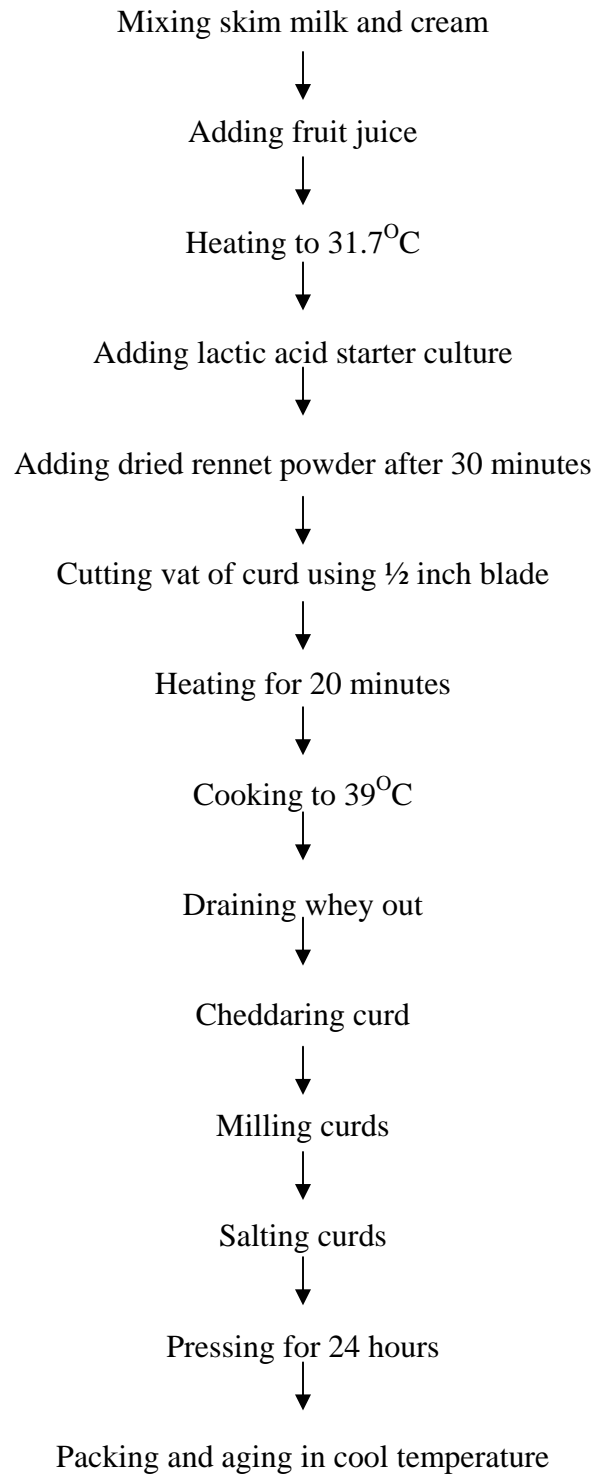 Mixing skim milk and cream
Adding fruit juice
Heating to 31.7ᴼC
Adding lactic acid starter culture
Adding dried rennet powder after 30 minutes
Cutting vat of curd using ½ inch blade
Heating for 20 minutes
Cooking to 39ᴼC
Draining whey out
Cheddaring curd
Milling curds
Salting curds
Pressing for 24 hours
Packing and aging in cool temperature